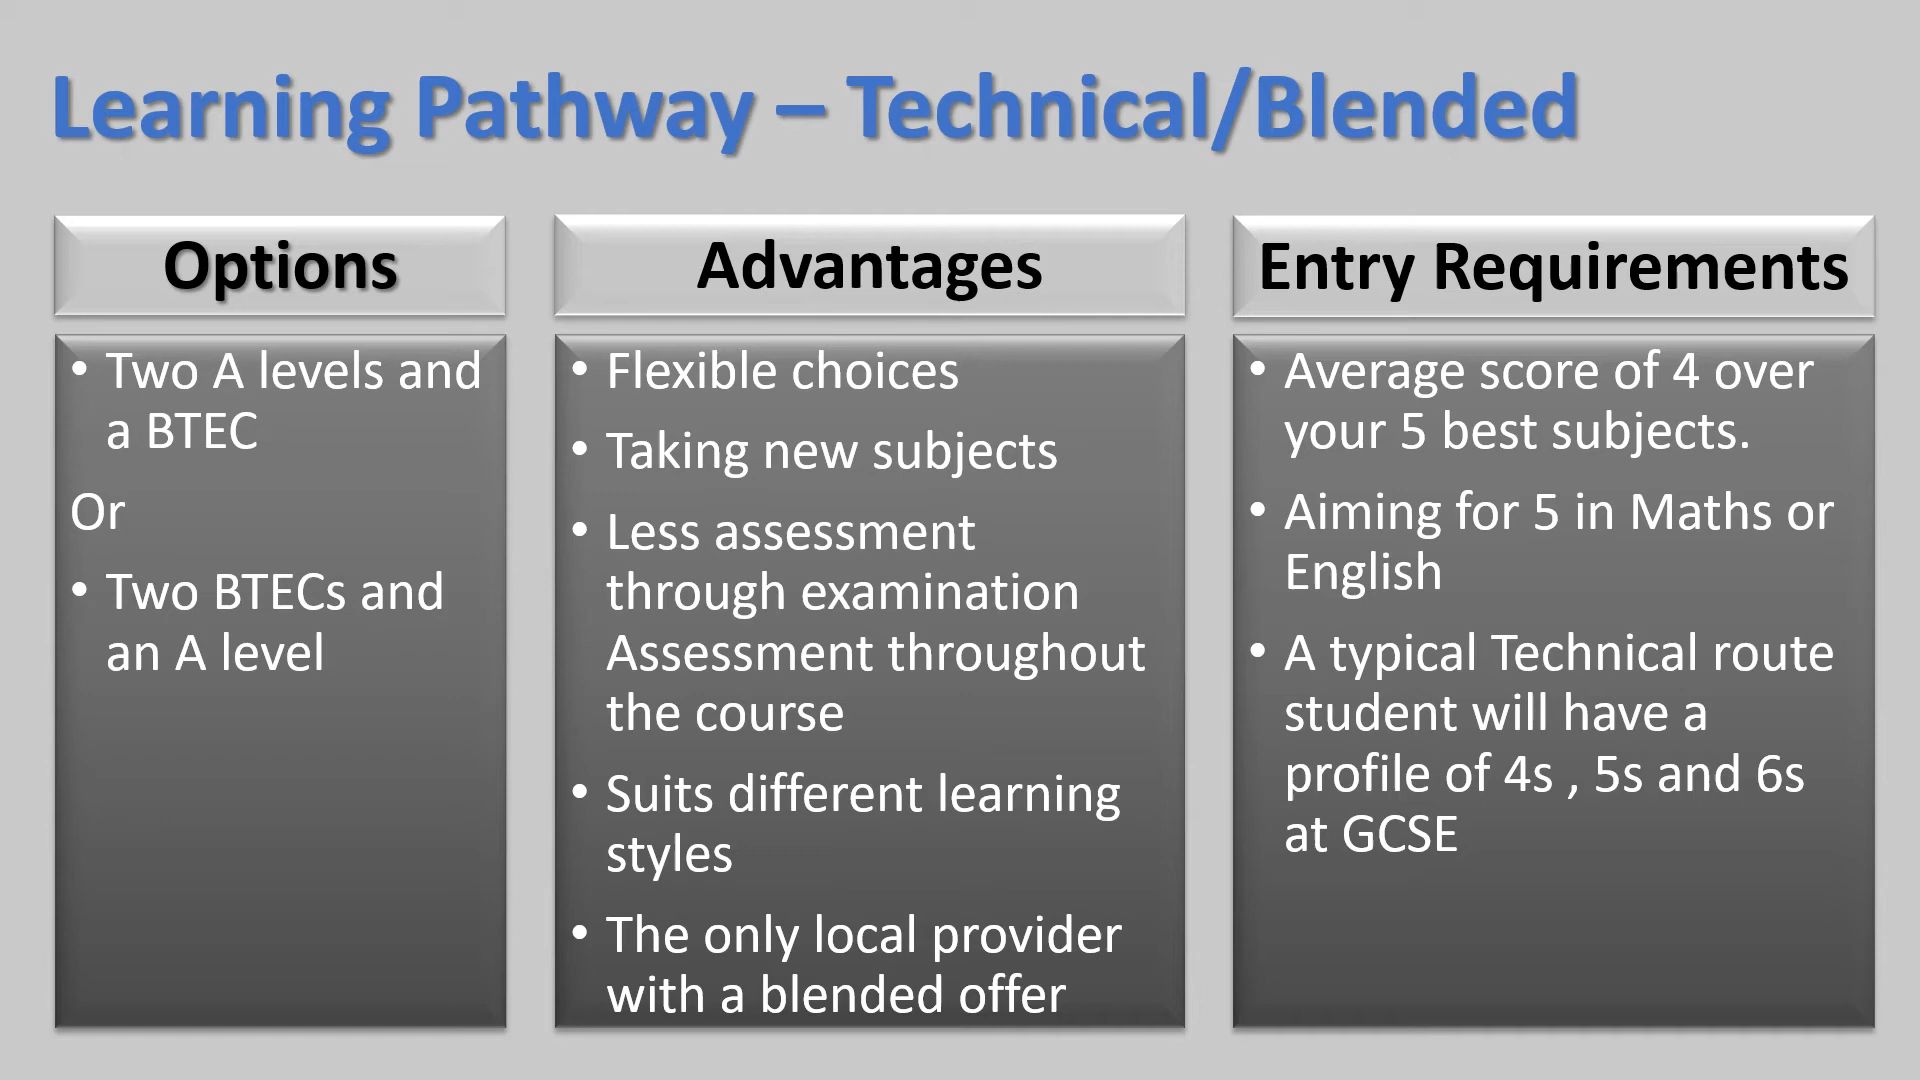 Learning Pathway – Technical/Blended
Options
• Two A levels and
a BTEC
Or
• Two BTECs and
an A level
Advantages
• Flexible choices
• Taking new subjects
• Less assessment
through examination
Assessment throughout
the course
• Suits different learning
styles
• The only local provider
with a blended offer
Entry Requirements
• Average score of 4 over
your 5 best subjects.
• Aiming for 5 in Maths or
English
• A typical Technical route
student will have a
profile of 4s , 5s and 6s
at GCSE